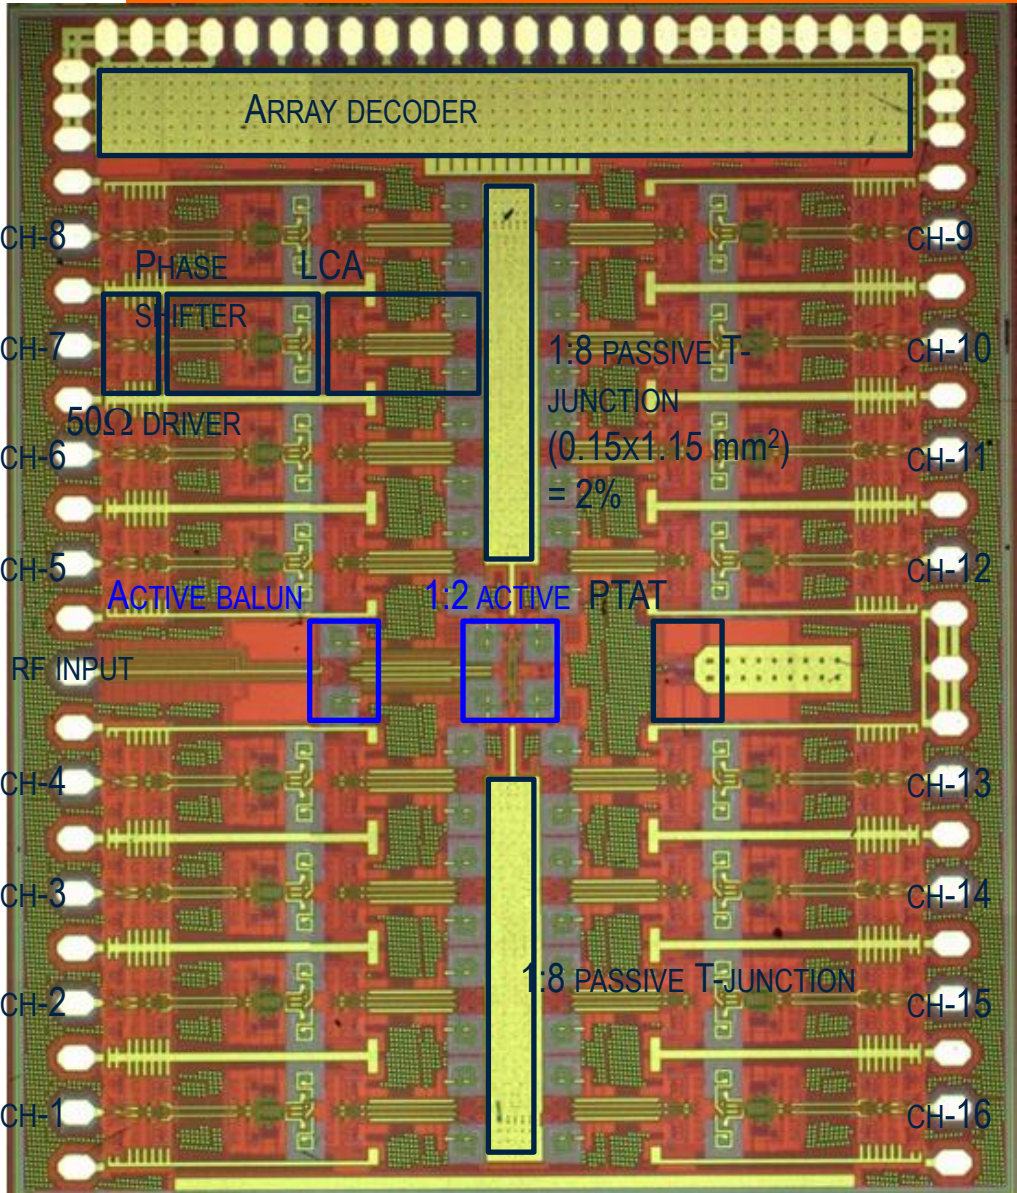 ARRAY DECODER
CH-8
CH-9
PHASE
SHIFTER
LCA
CH-7
CH-10
1:8 PASSIVE T-
JUNCTION
(0.15x1.15 mm²)
= 2%
50Ω DRIVER
CH-6
CH-11
CH-5
CH-12
ACTIVE BALUN
1:2 ACTIVE
PTAT
RF INPUT
CH-4
CH-13
CH-3
CH-14
1:8 PASSIVE T-JUNCTION
CH-2
CH-15
CH-1
CH-16